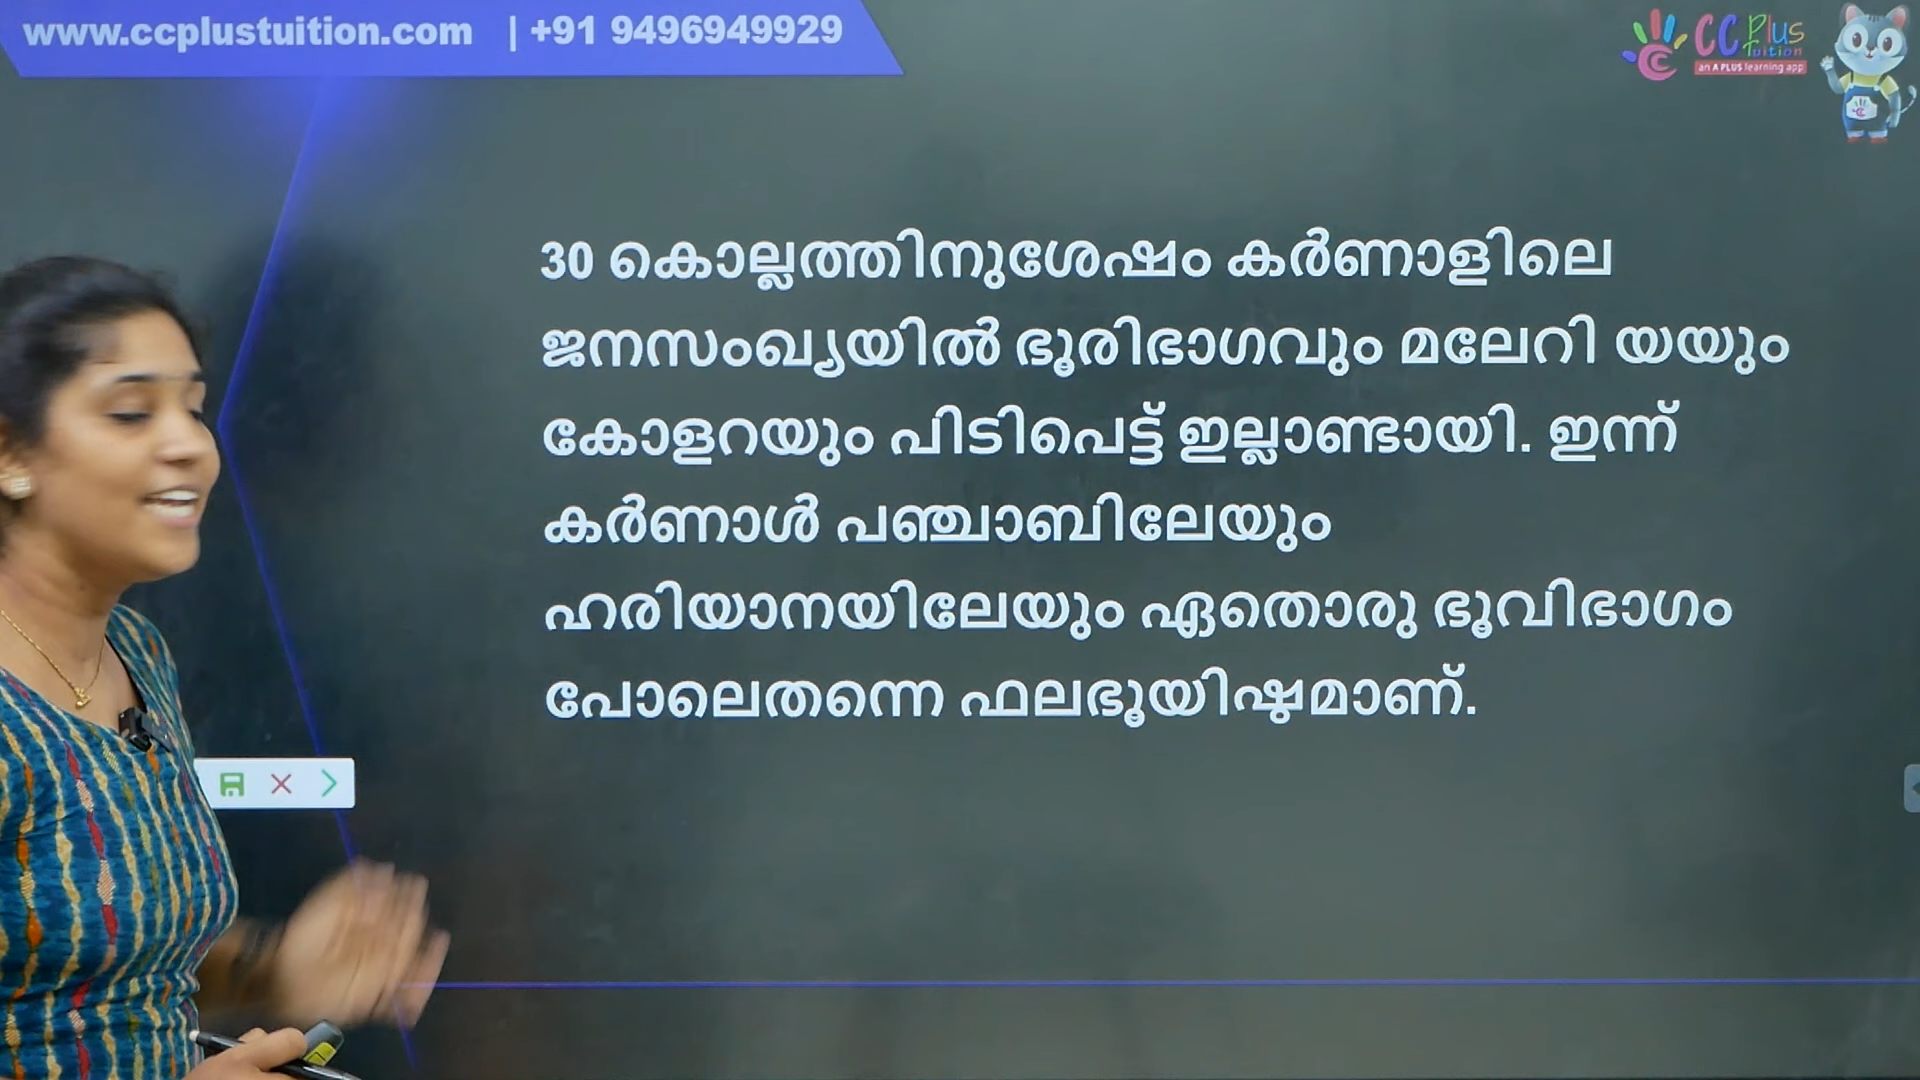 www.ccplustuition.com | +91 9496949929
CC Plus
Tuition
an A PLUS learning app
30 കൊല്ലത്തിനുശേഷം കർണാളിലെ
ജനസംഖ്യയിൽ ഭൂരിഭാഗവും മലേറി യയും
കോളറയും പിടിപെട്ട് ഇല്ലാണ്ടായി. ഇന്ന്
കർണാൾ പഞ്ചാബിലേയും
ഹരിയാനയിലേയും ഏതൊരു ഭൂവിഭാഗം
പോലെതന്നെ ഫലഭൂയിഷ്ഠമാണ്.